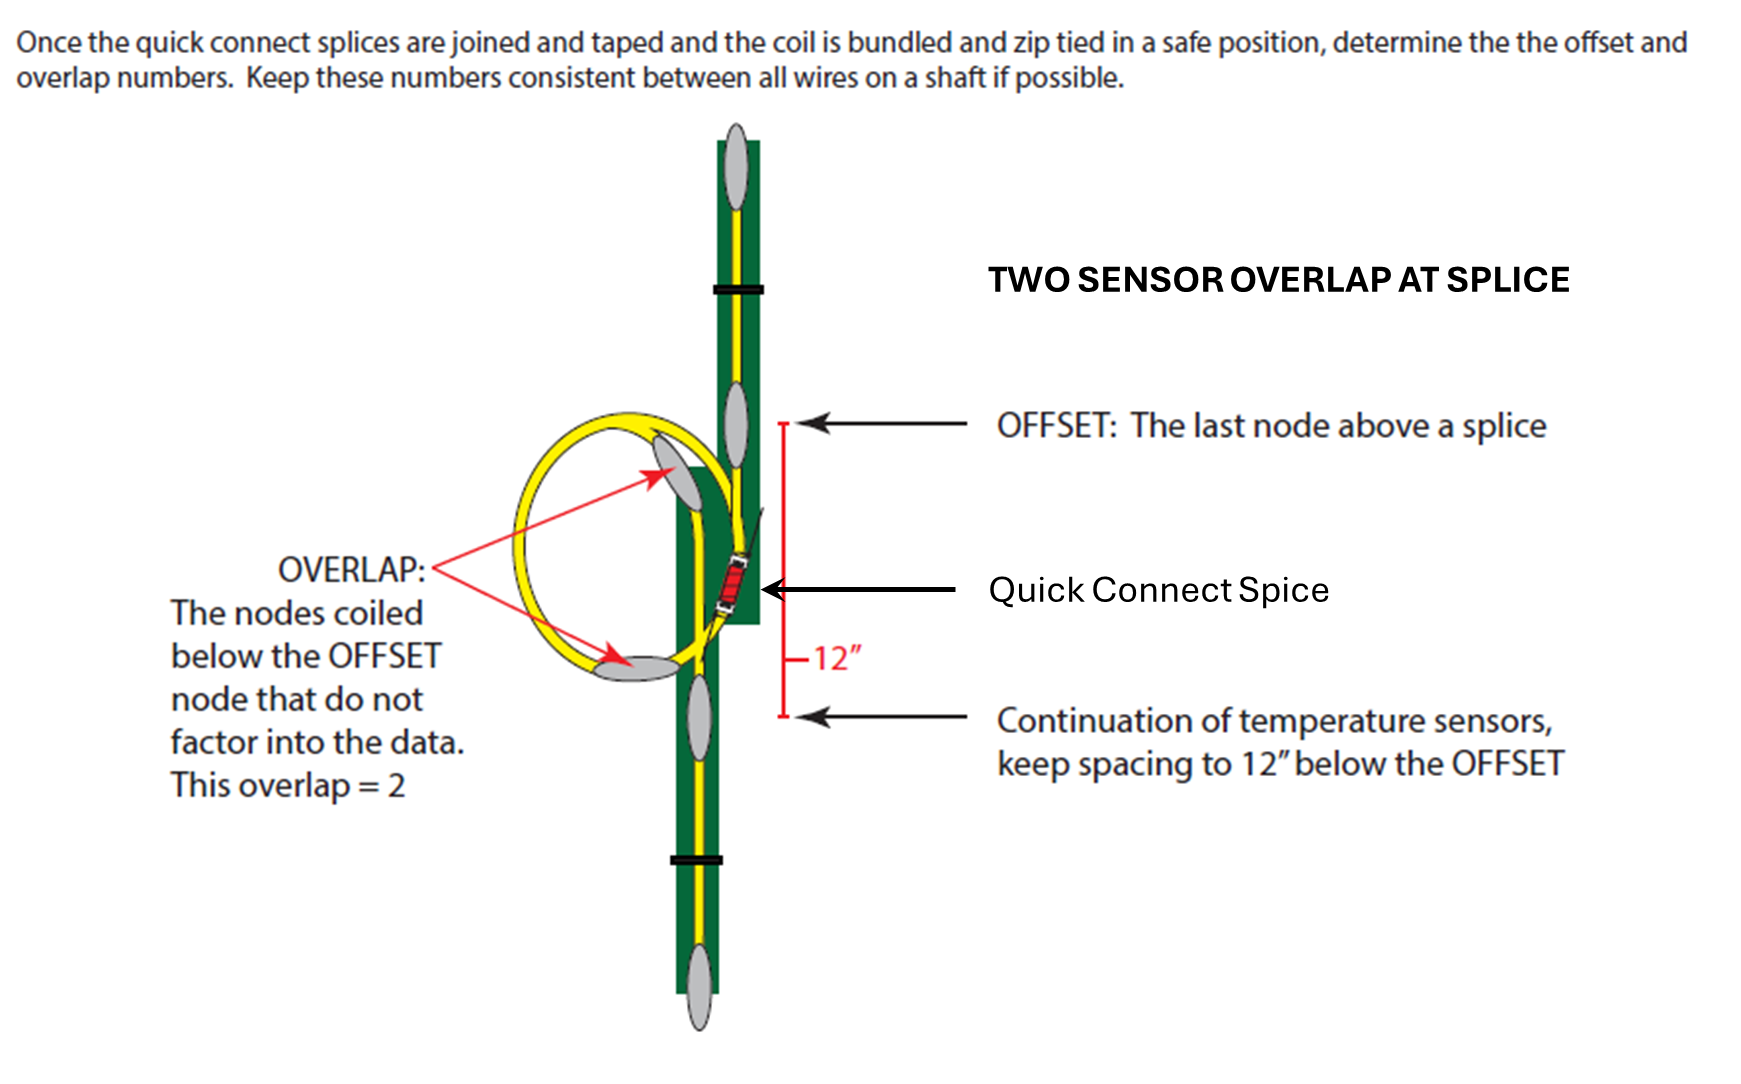 Once the quick connect splices are joined and taped and the coil is bundled and zip tied in a safe position, determine the the offset and
overlap numbers. Keep these numbers consistent between all wires on a shaft if possible.
TWO SENSOR OVERLAP AT SPLICE
OFFSET: The last node above a splice
OVERLAP:
The nodes coiled
below the OFFSET
node that do not
factor into the data.
This overlap = 2
Quick Connect Spice
12″
Continuation of temperature sensors,
keep spacing to 12″ below the OFFSET